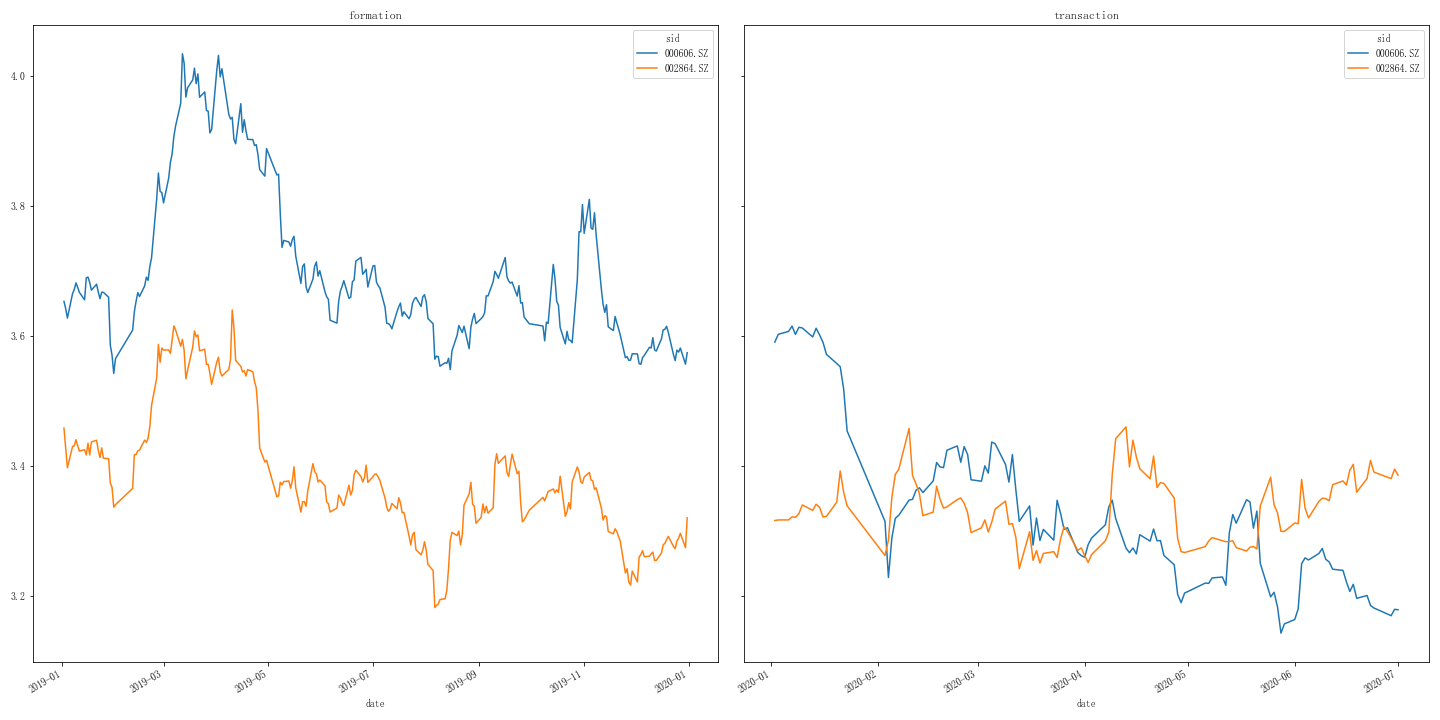 formation
sid
000606.SZ
002864.SZ
4.0
3.8
3.6
3.4
3.2
2019-01
2019-03
2019-05
2019-07
2019-09
2019-11
2020-01
date
transaction
sid
000606.SZ
002864.SZ
2020-01
2020-02
2020-03
2020-04
2020-05
2020-06
2020-07
date